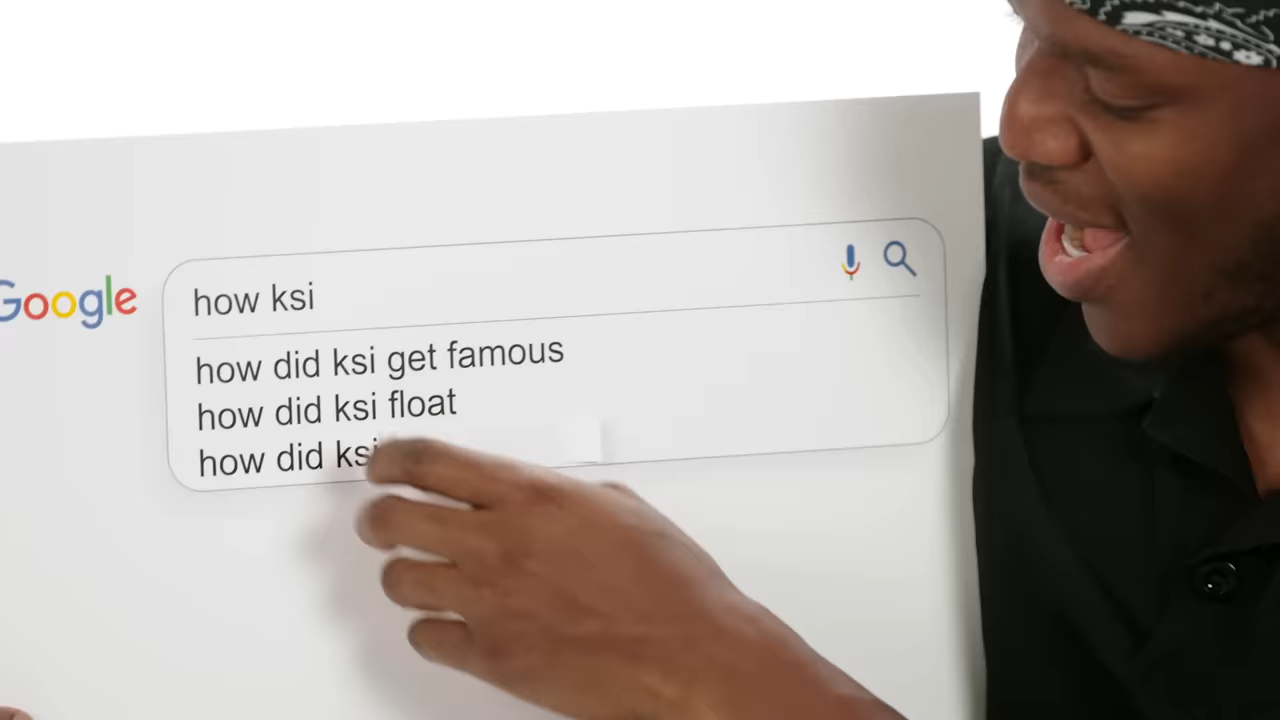 Google
how ksi
how did ksi get famous
how did ksi float
how did ksi